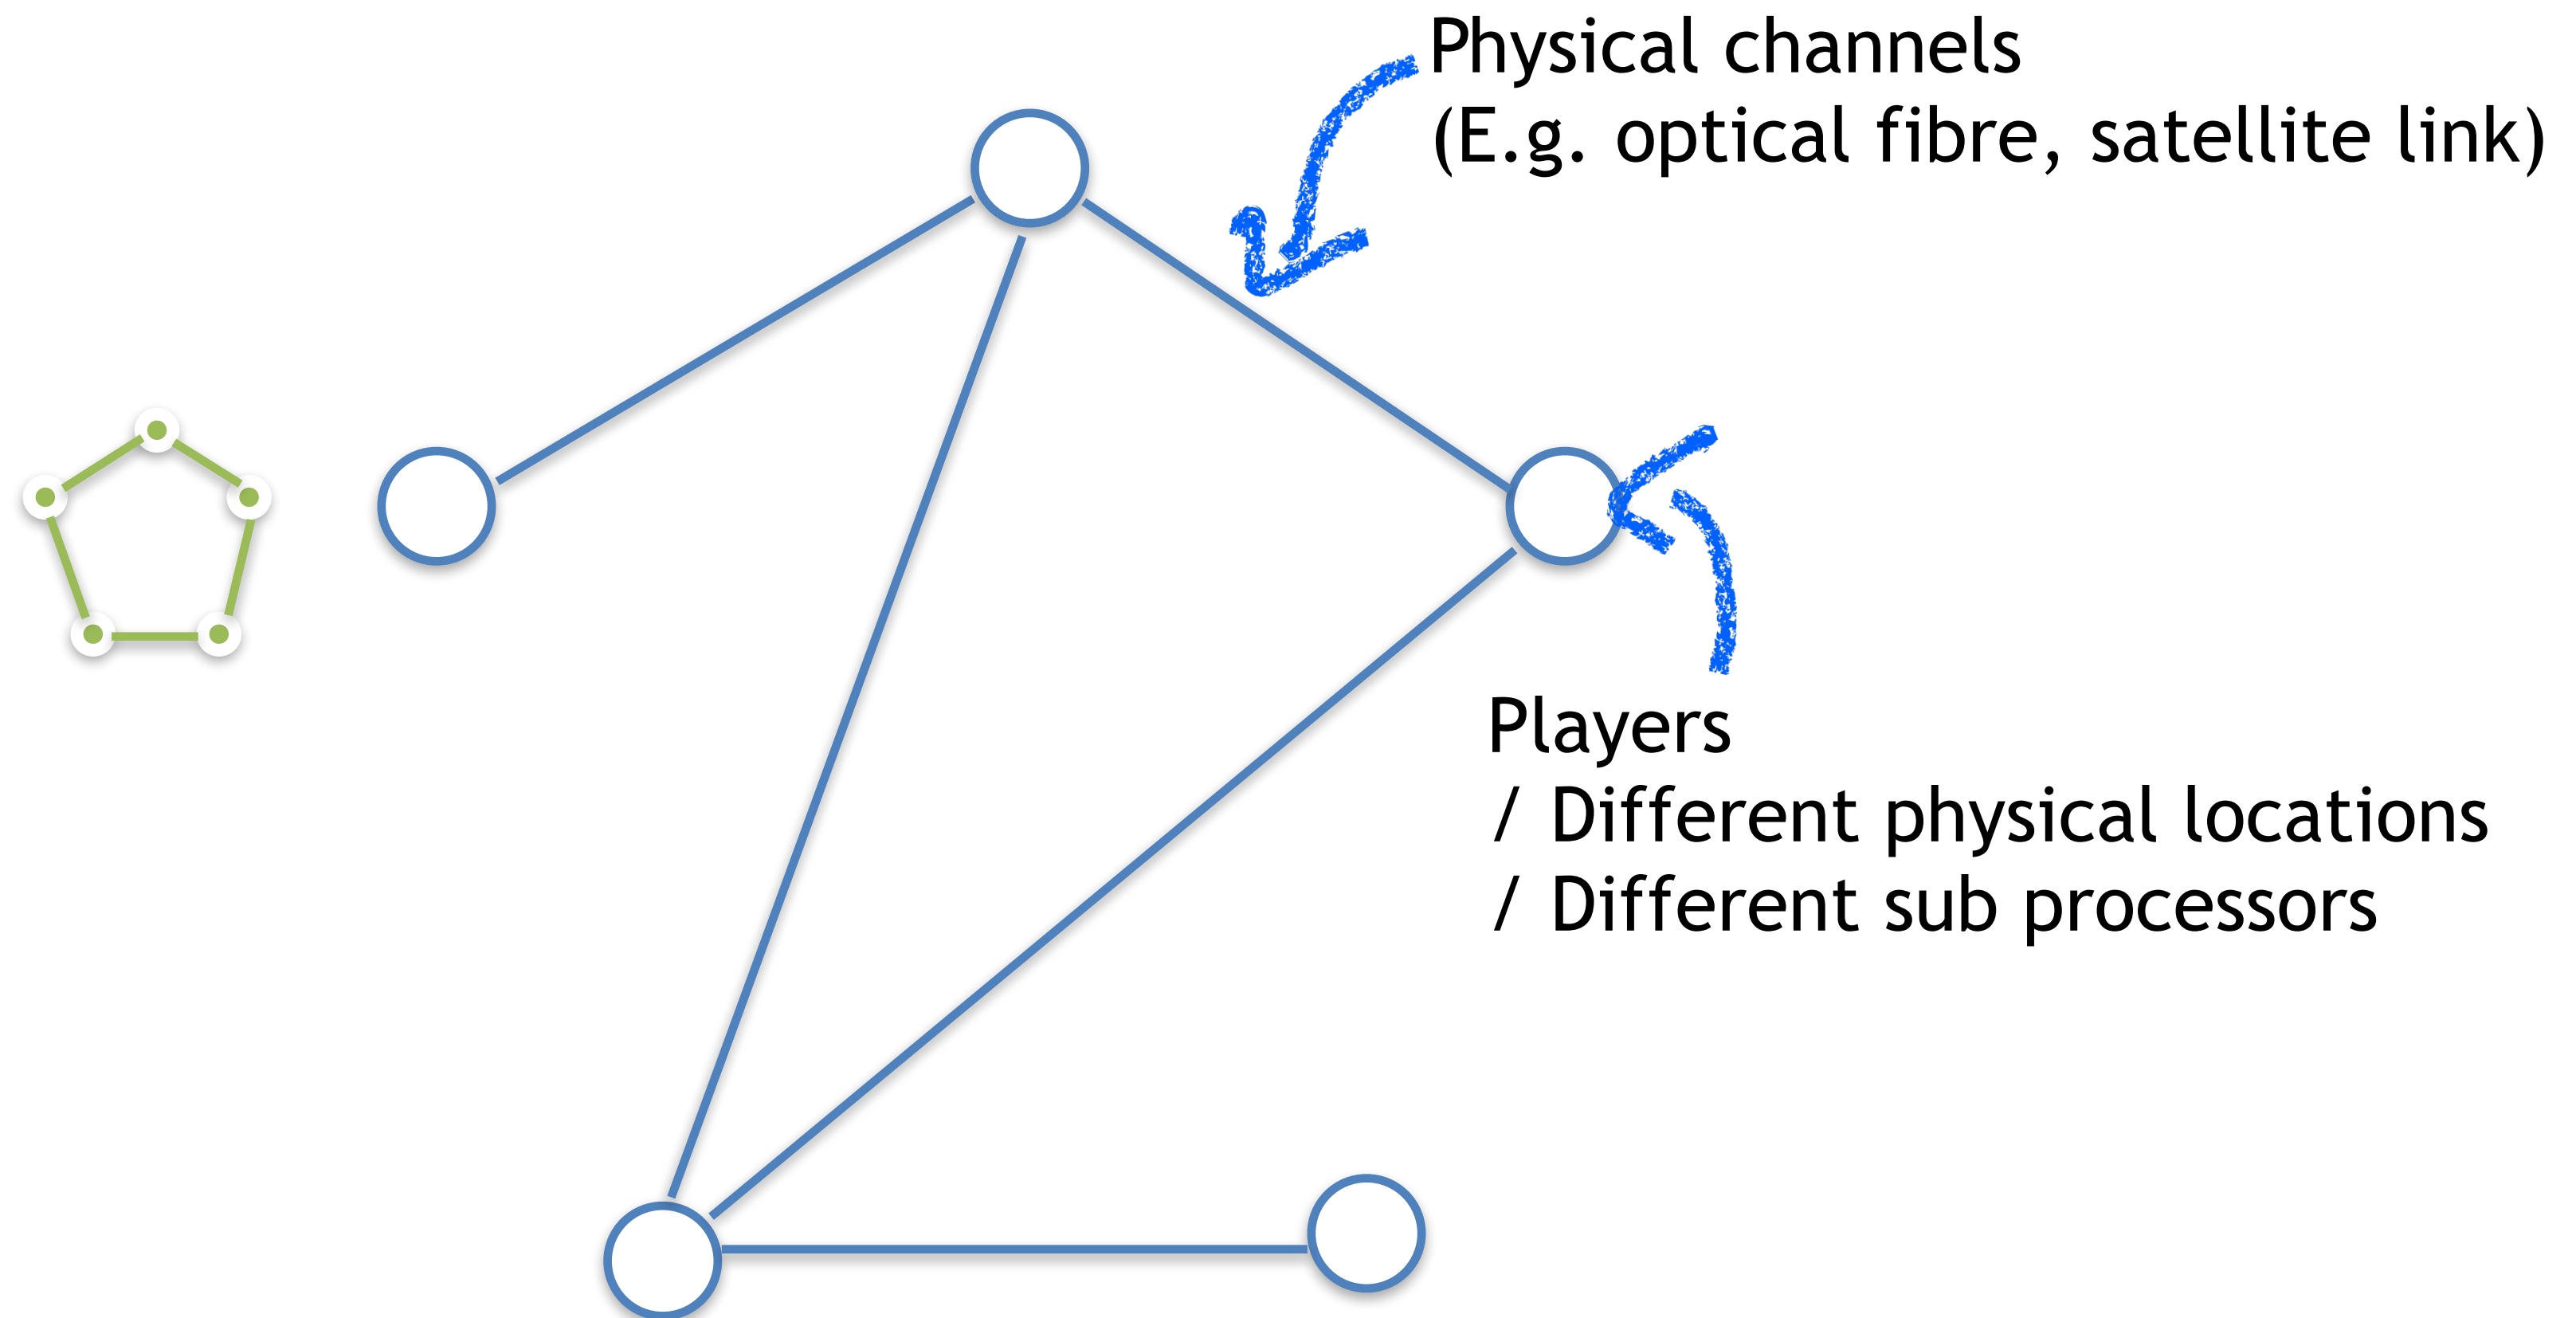 Physical channels
(E.g. optical fibre, satellite link)
Players
/ Different physical locations
/ Different sub processors